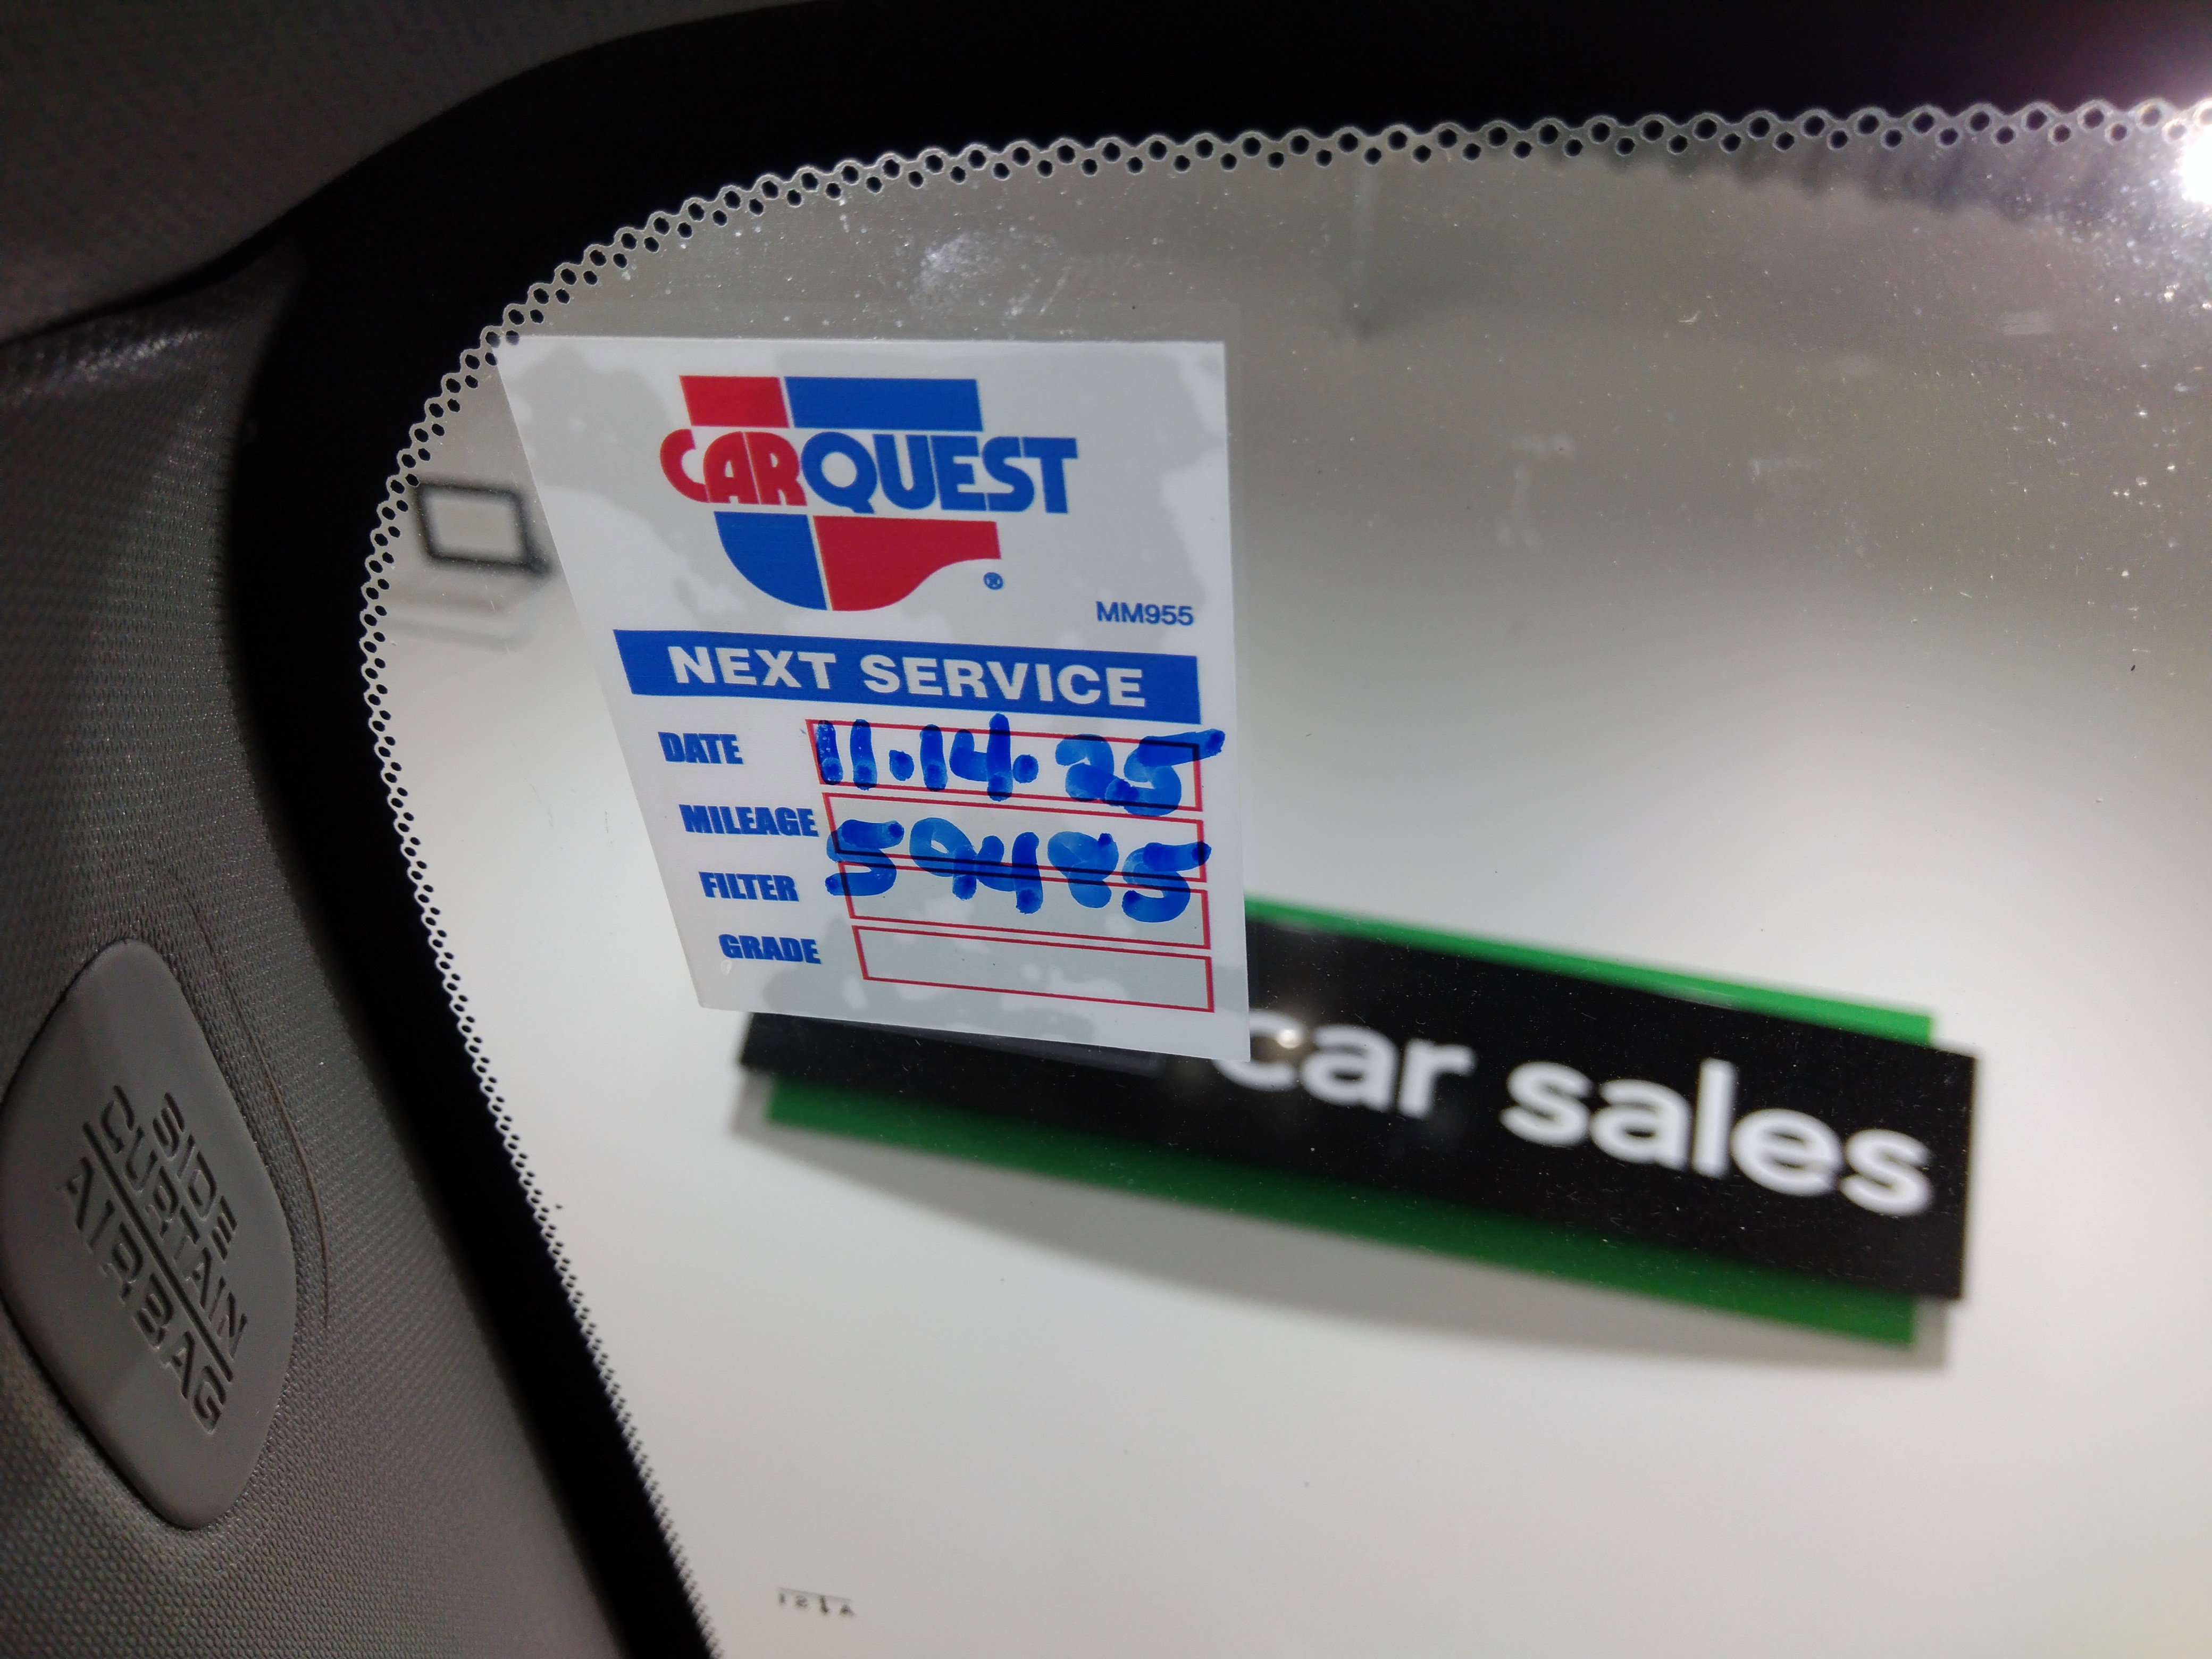 CARQUEST
®
MM955
NEXT SERVICE
DATE 11.14.25
MILEAGE 59485
FILTER
GRADE
car sales
SIDE
CURTAIN
AIRBAG